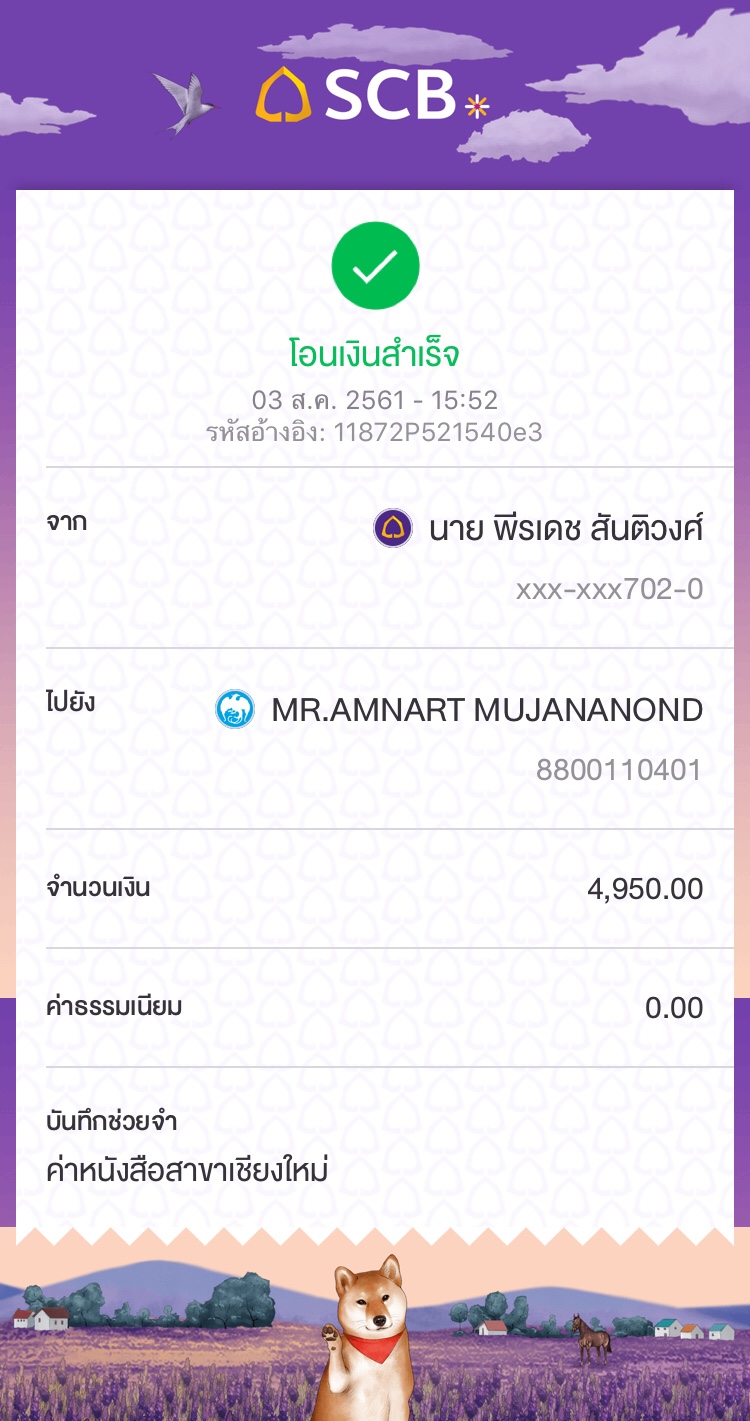 SCB
โอนเงินสำเร็จ
03 ส.ค. 2561 - 15:52
รหัสอ้างอิง: 11872P521540e3
จาก
นาย พีรเดช สันติวงศ์
xxx-xxx702-0
ไปยัง
MR.AMNART MUJANANOND
8800110401
จำนวนเงิน
4,950.00
ค่าธรรมเนียม
0.00
บันทึกช่วยจำ
ค่าหนังสือสาขาเชียงใหม่